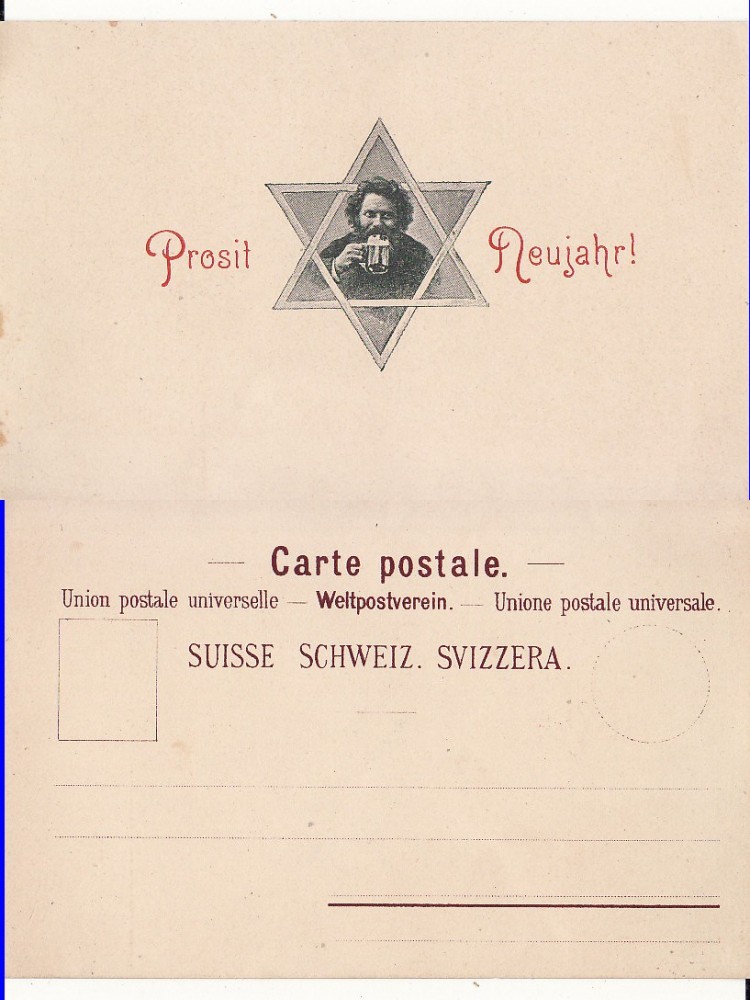 Prosit Neujahr!
— Carte postale. —
Union postale universelle — Weltpostverein. — Unione postale universale.
SUISSE SCHWEIZ. SVIZZERA.